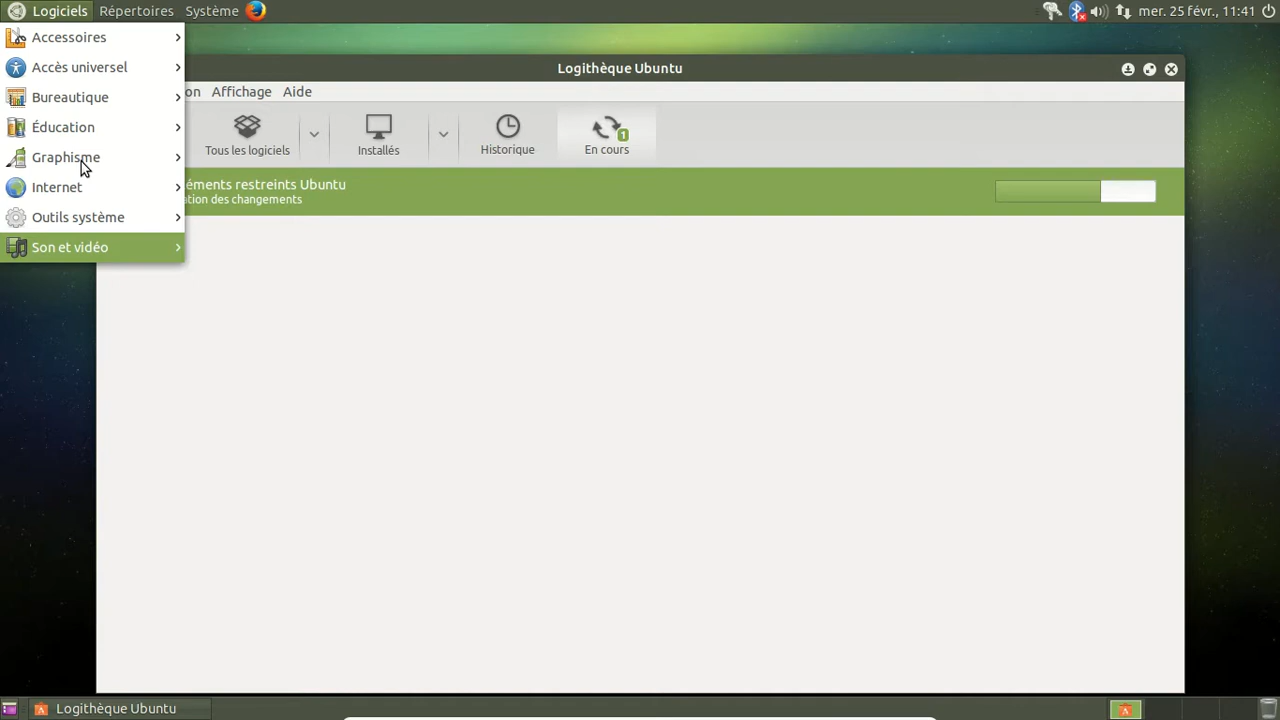 Logiciels Répertoires Système mer. 25 févr., 11:41
Accessoires
Accès universel
Bureautique
Éducation
Graphisme
Internet
Outils système
Son et vidéo
Logithèque Ubuntu
on Affichage Aide
Tous les logiciels Installés Historique En cours
1
éments restreints Ubuntu
ation des changements
Logithèque Ubuntu